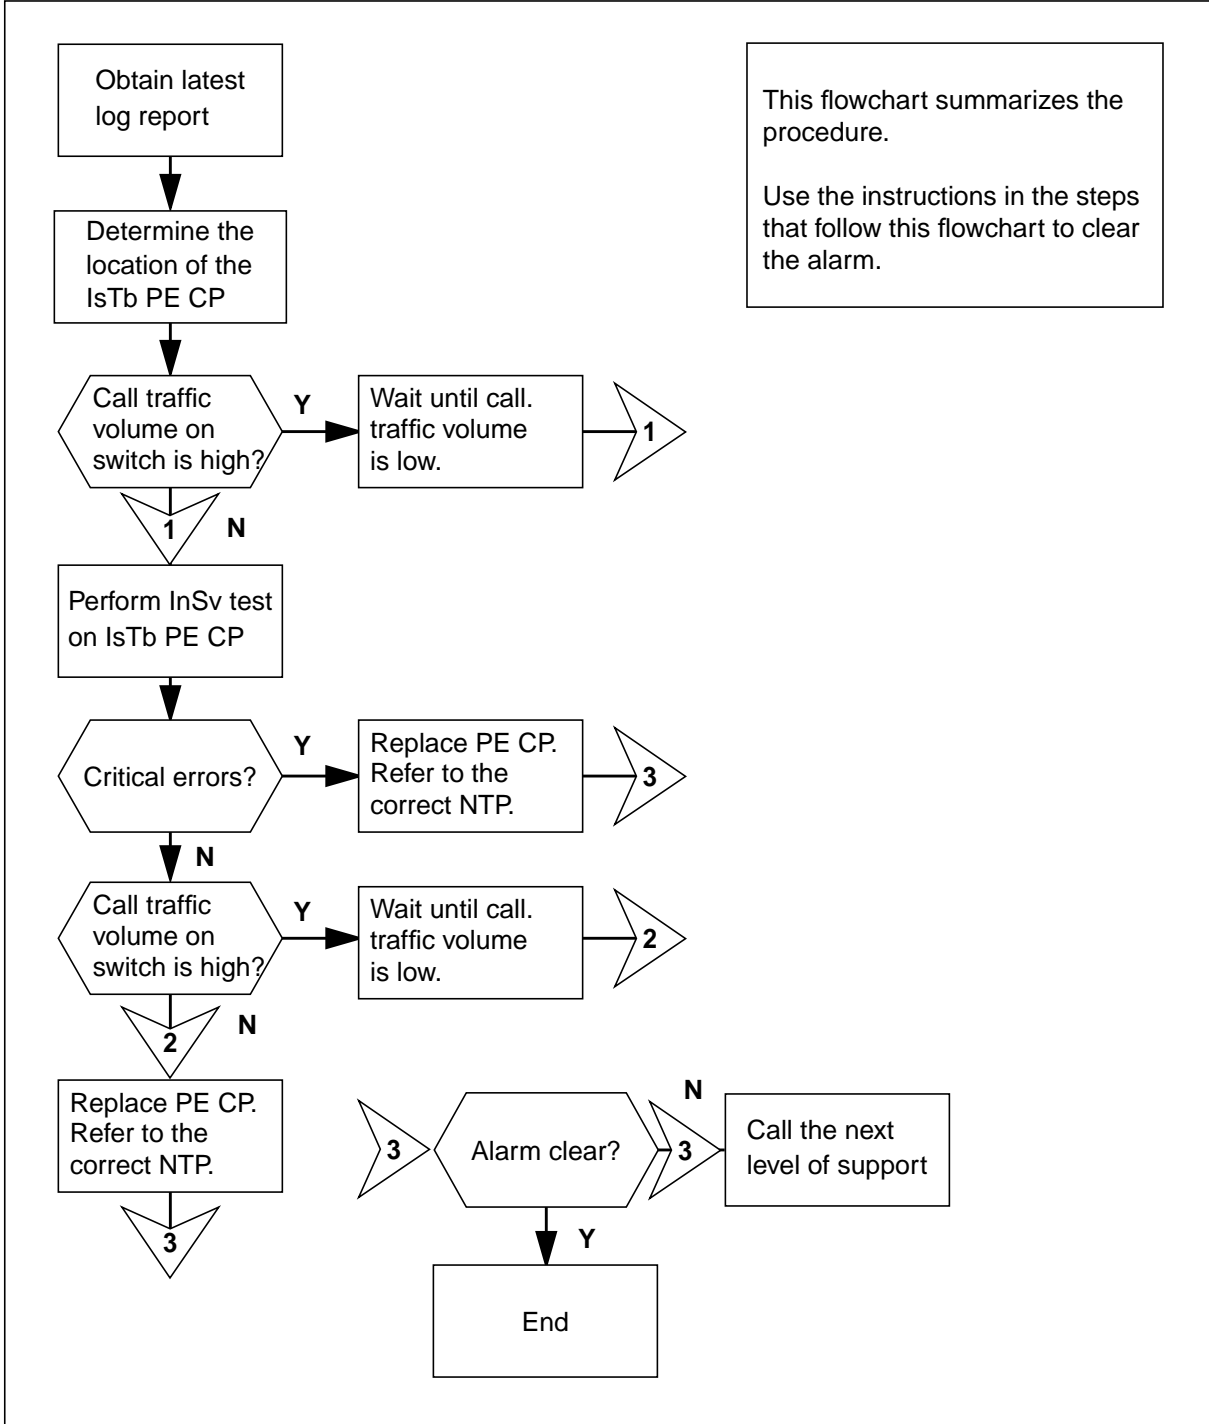 Obtain latest
log report
This flowchart summarizes the
procedure.
Use the instructions in the steps
that follow this flowchart to clear
the alarm.
Determine the
location of the
IsTb PE CP
Call traffic
volume on
switch is high?
Y
Wait until call.
traffic volume
is low.
1
1
N
Perform InSv test
on IsTb PE CP
Critical errors?
Y
Replace PE CP.
Refer to the
correct NTP.
3
N
Call traffic
volume on
switch is high?
Y
Wait until call.
traffic volume
is low.
2
2
N
Replace PE CP.
Refer to the
correct NTP.
3
3
Alarm clear?
N
3
Call the next
level of support
Y
End